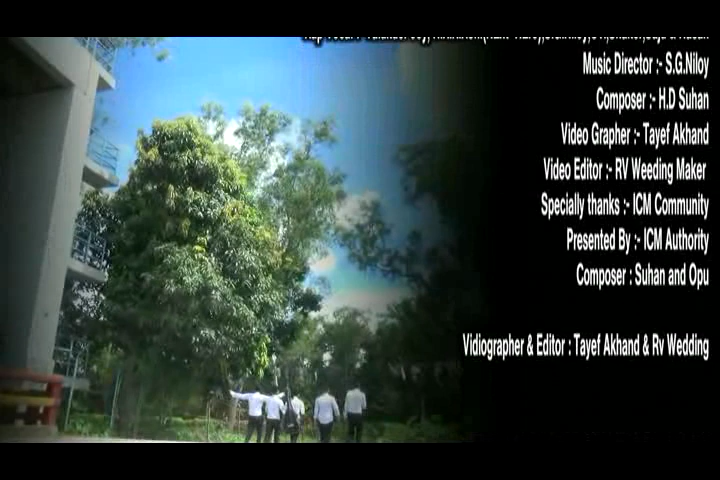 Music Director :- S.G.Niloy
Composer :- H.D Suhan
Video Grapher :- Tayef Akhand
Video Editor :- RV Weeding Maker
Specially thanks :- ICM Community
Presented By :- ICM Authority
Composer : Suhan and Opu
Vidiographer & Editor : Tayef Akhand & Rv Wedding